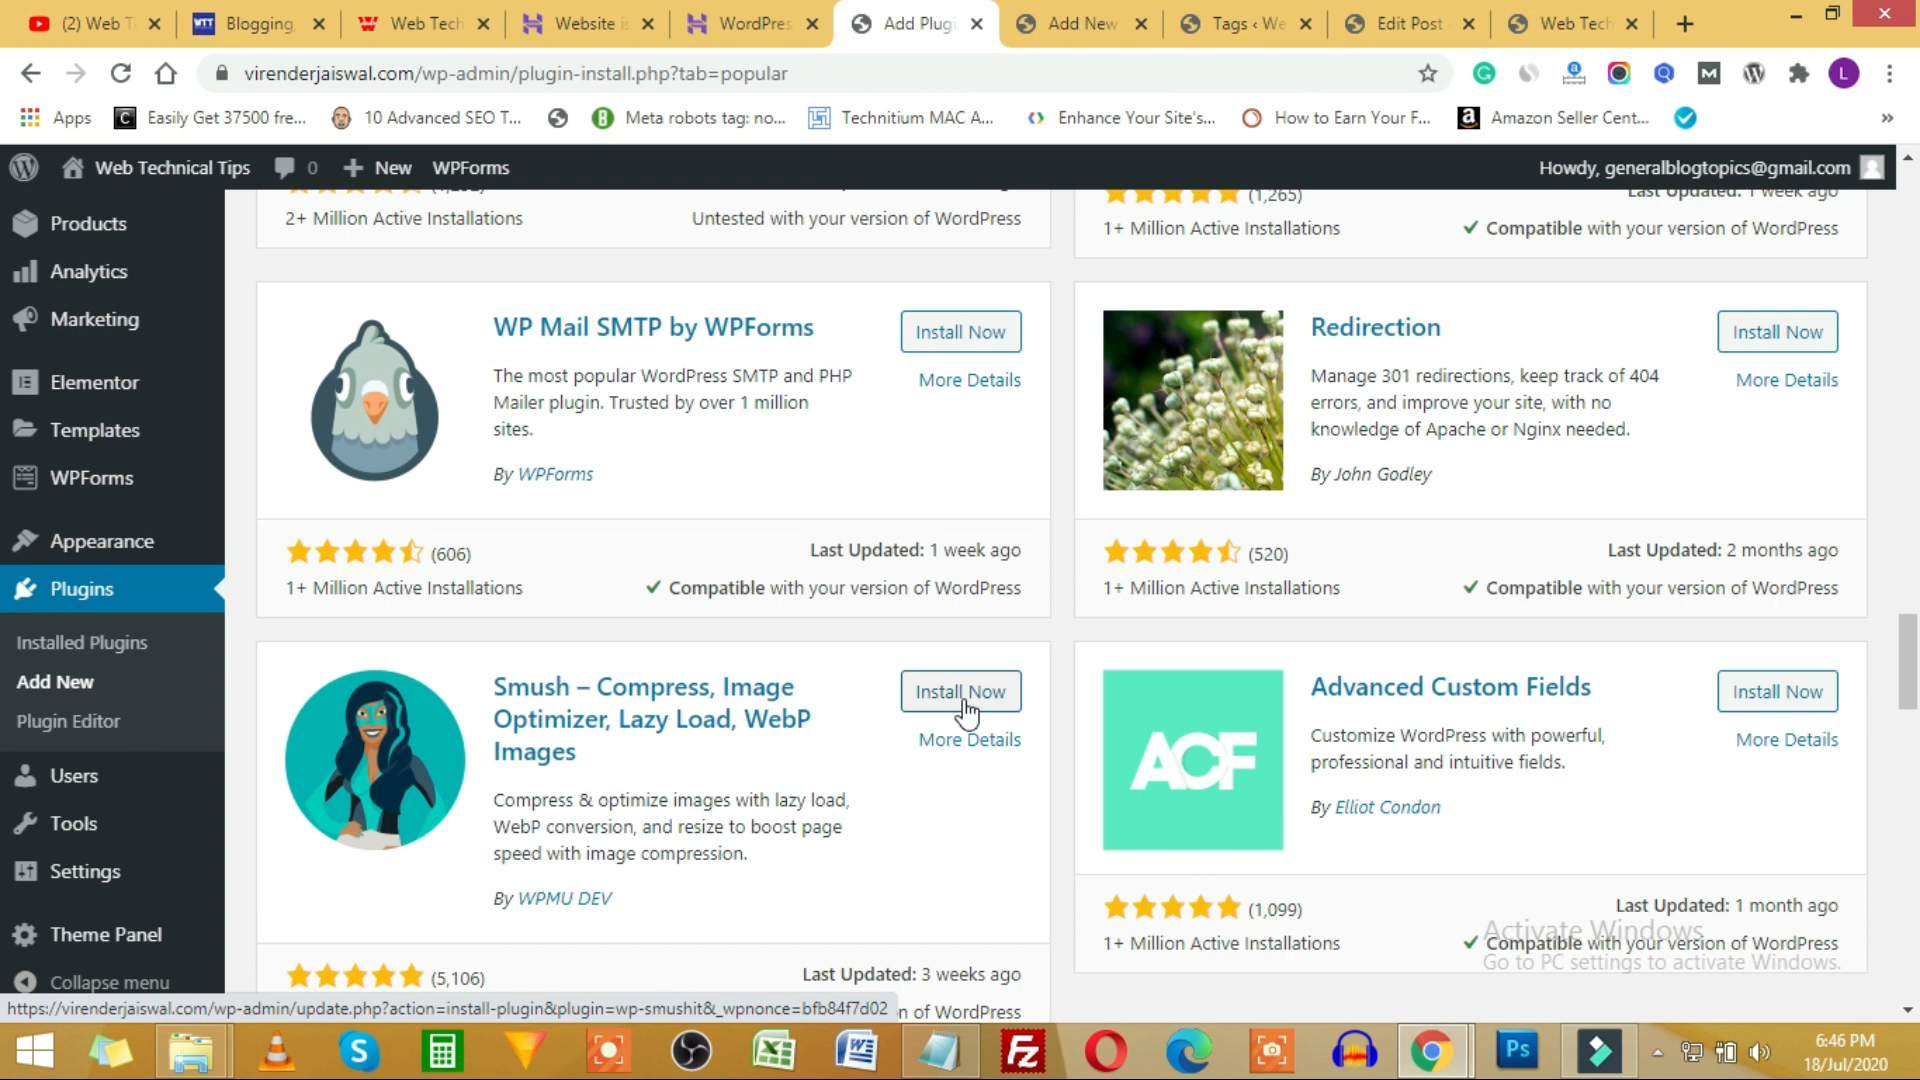 (2) Web T
Blogging,
Web Tech
Website is
WordPres
Add Plugi
Add New
Tags ‹ We
Edit Post
Web Tech
virenderjaiswal.com/wp-admin/plugin-install.php?tab=popular
L
Apps
Easily Get 37500 fre...
10 Advanced SEO T...
Meta robots tag: no...
Technitium MAC A...
Enhance Your Site's...
How to Earn Your F...
Amazon Seller Cent...
»
Web Technical Tips
0
New
WPForms
Howdy, generalblogtopics@gmail.com
Products
Analytics
Marketing
Elementor
Templates
WPForms
Appearance
Plugins
Installed Plugins
Add New
Plugin Editor
Users
Tools
Settings
Theme Panel
Collapse menu
2+ Million Active Installations
Untested with your version of WordPress
(1,265)
Last Updated: 1 week ago
1+ Million Active Installations
Compatible with your version of WordPress
WP Mail SMTP by WPForms
Install Now
More Details
The most popular WordPress SMTP and PHP
Mailer plugin. Trusted by over 1 million
sites.
By WPForms
(606)
Last Updated: 1 week ago
1+ Million Active Installations
Compatible with your version of WordPress
Redirection
Install Now
More Details
Manage 301 redirections, keep track of 404
errors, and improve your site, with no
knowledge of Apache or Nginx needed.
By John Godley
(520)
Last Updated: 2 months ago
1+ Million Active Installations
Compatible with your version of WordPress
Smush – Compress, Image
Optimizer, Lazy Load, WebP
Images
Install Now
More Details
Compress & optimize images with lazy load,
WebP conversion, and resize to boost page
speed with image compression.
By WPMU DEV
(5,106)
Last Updated: 3 weeks ago
n of WordPress
ACF
Advanced Custom Fields
Install Now
More Details
Customize WordPress with powerful,
professional and intuitive fields.
By Elliot Condon
(1,099)
Last Updated: 1 month ago
1+ Million Active Installations
Compatible with your version of WordPress
Activate Windows
Go to PC settings to activate Windows.
https://virenderjaiswal.com/wp-admin/update.php?action=install-plugin&plugin=wp-smushit&_wpnonce=bfb84f7d02
Fz
Ps
6:46 PM
18/Jul/2020